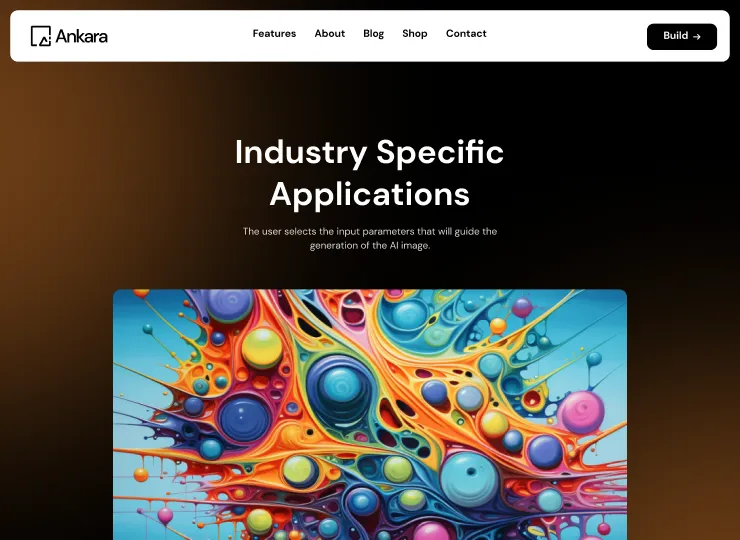 Ankara
Features About Blog Shop Contact
Build →
Industry Specific
Applications
The user selects the input parameters that will guide the
generation of the AI image.